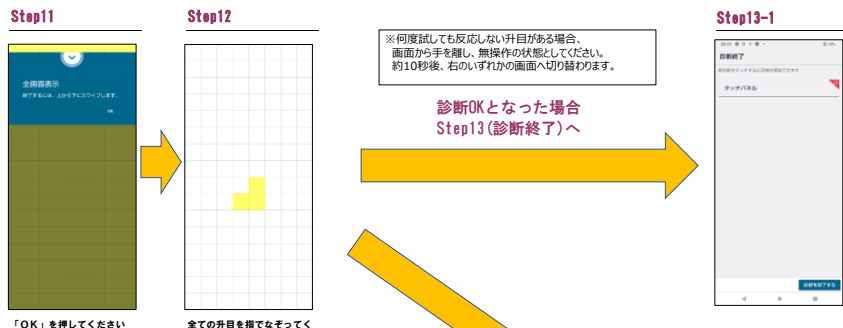 Step11
Step12
Step13-1
※何度試しても反応しない升目がある場合、
画面から手を離し、無操作の状態としてください。
約10秒後、右のいずれかの画面へ切り替わります。
診断OKとなった場合
Step13(診断終了)へ
全画面表示
終了するには、上から下にスワイプします。
OK
診断終了
タッチパネル
診断を終了する
「OK」を押してください
全ての升目を指でなぞってく